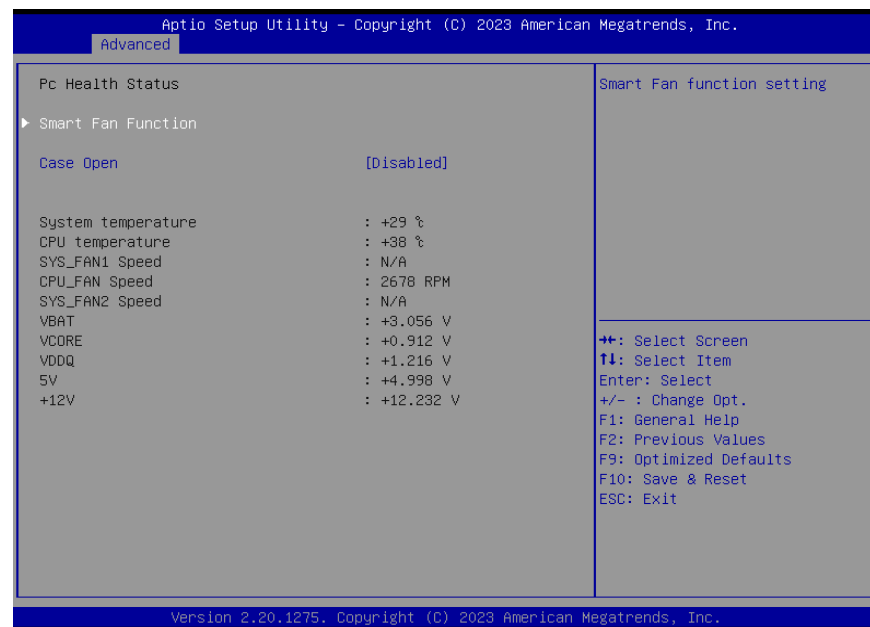 Aptio Setup Utility – Copyright (C) 2023 American Megatrends, Inc.
Advanced
Pc Health Status
Smart Fan Function
Case Open [Disabled]
System temperature : +29 ℃
CPU temperature : +38 ℃
SYS_FAN1 Speed : N/A
CPU_FAN Speed : 2678 RPM
SYS_FAN2 Speed : N/A
VBAT : +3.056 V
VCORE : +0.912 V
VDDQ : +1.216 V
5V : +4.998 V
+12V : +12.232 V
Smart Fan function setting
→←: Select Screen
↑↓: Select Item
Enter: Select
+/- : Change Opt.
F1: General Help
F2: Previous Values
F9: Optimized Defaults
F10: Save & Reset
ESC: Exit
Version 2.20.1275. Copyright (C) 2023 American Megatrends, Inc.